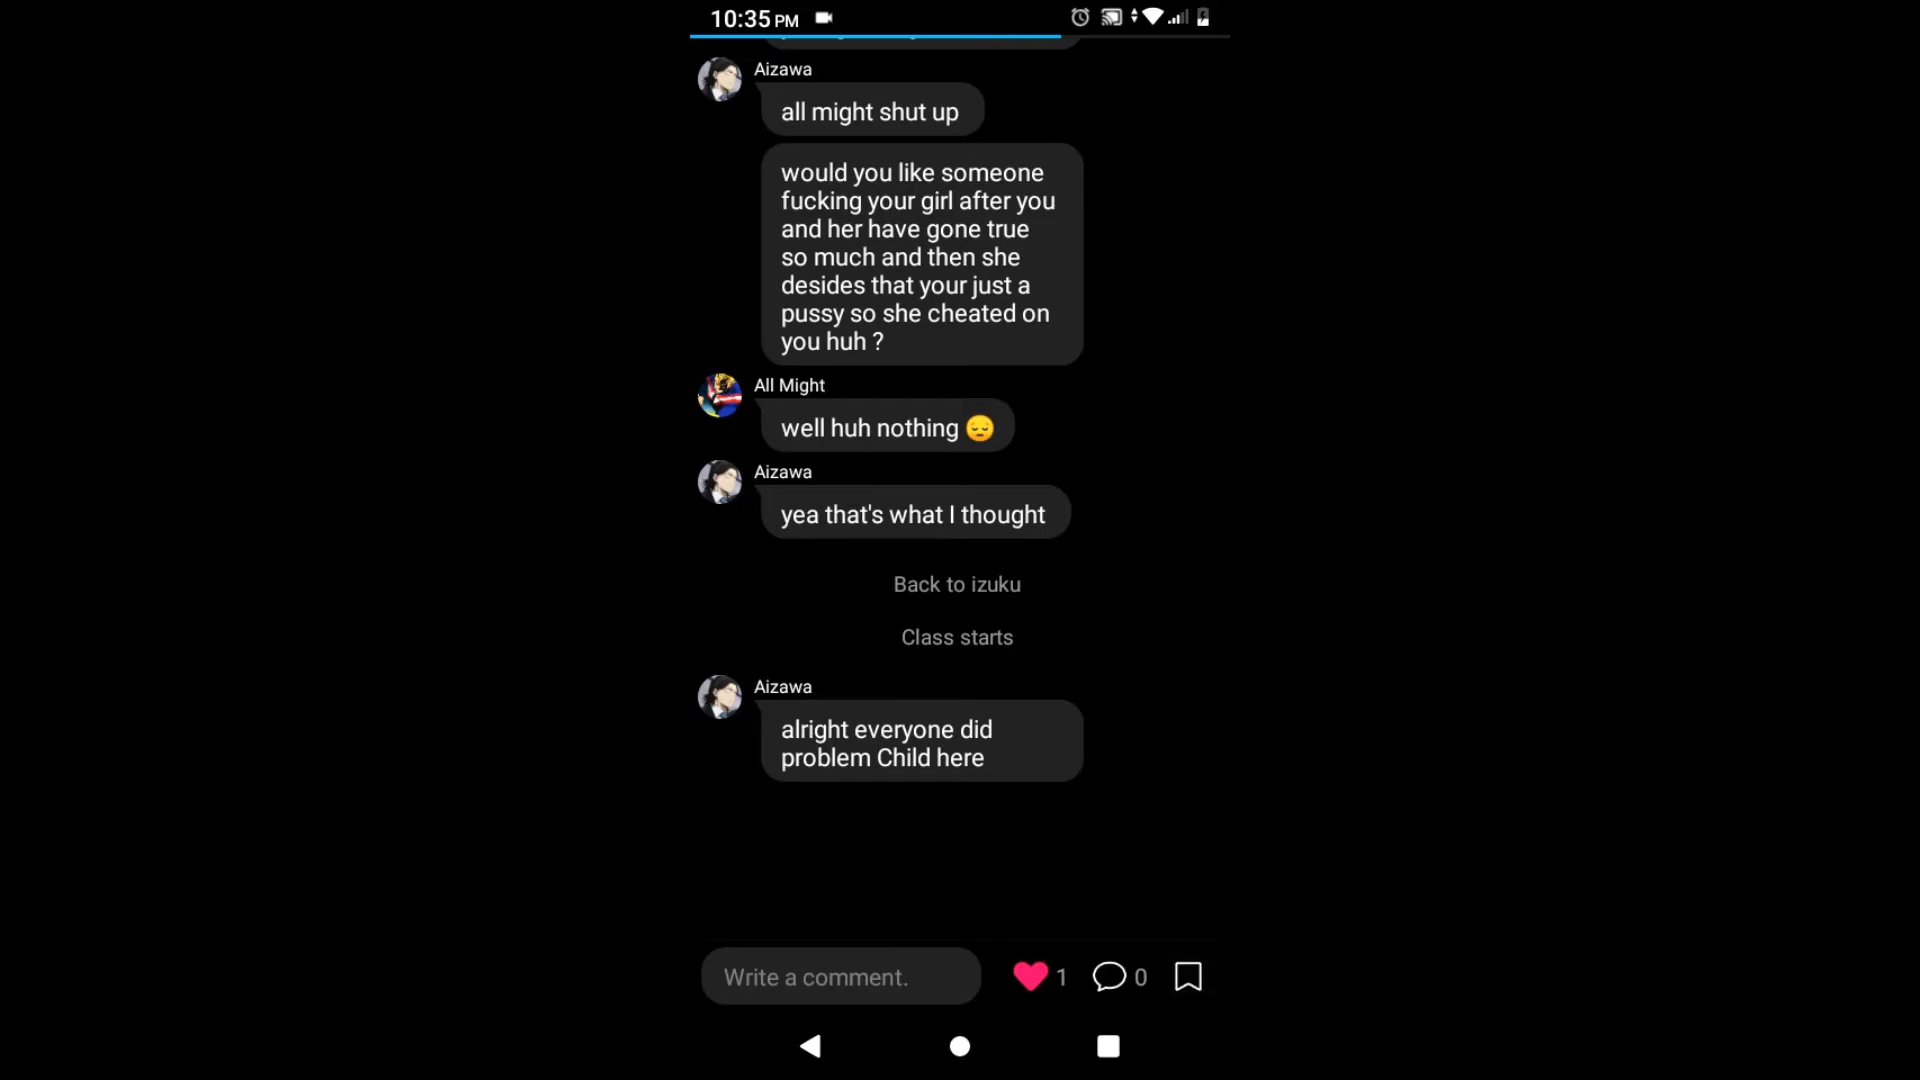 10:35 PM
Aizawa
all might shut up
would you like someone
fucking your girl after you
and her have gone true
so much and then she
desides that your just a
pussy so she cheated on
you huh ?
All Might
well huh nothing 😔
Aizawa
yea that's what I thought
Back to izuku
Class starts
Aizawa
alright everyone did
problem Child here
Write a comment.
1
0